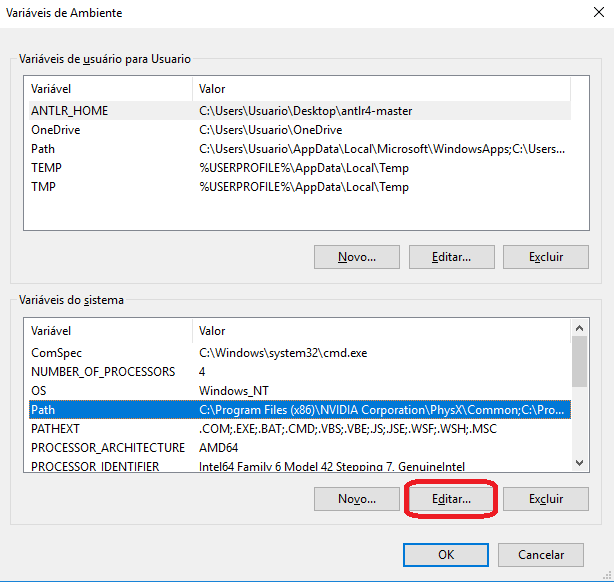 Variáveis de Ambiente
Variáveis de usuário para Usuario
Variável Valor
ANTLR_HOME C:\Users\Usuario\Desktop\antlr4-master
OneDrive C:\Users\Usuario\OneDrive
Path C:\Users\Usuario\AppData\Local\Microsoft\WindowsApps;C:\Users...
TEMP %USERPROFILE%\AppData\Local\Temp
TMP %USERPROFILE%\AppData\Local\Temp
Novo... Editar... Excluir
Variáveis do sistema
Variável Valor
ComSpec C:\Windows\system32\cmd.exe
NUMBER_OF_PROCESSORS 4
OS Windows_NT
Path C:\Program Files (x86)\NVIDIA Corporation\PhysX\Common;C:\Pro...
PATHEXT .COM;.EXE;.BAT;.CMD;.VBS;.VBE;.JS;.JSE;.WSF;.WSH;.MSC
PROCESSOR_ARCHITECTURE AMD64
PROCESSOR_IDENTIFIER Intel64 Family 6 Model 42 Stepping 7, GenuineIntel
Novo... Editar... Excluir
OK Cancelar